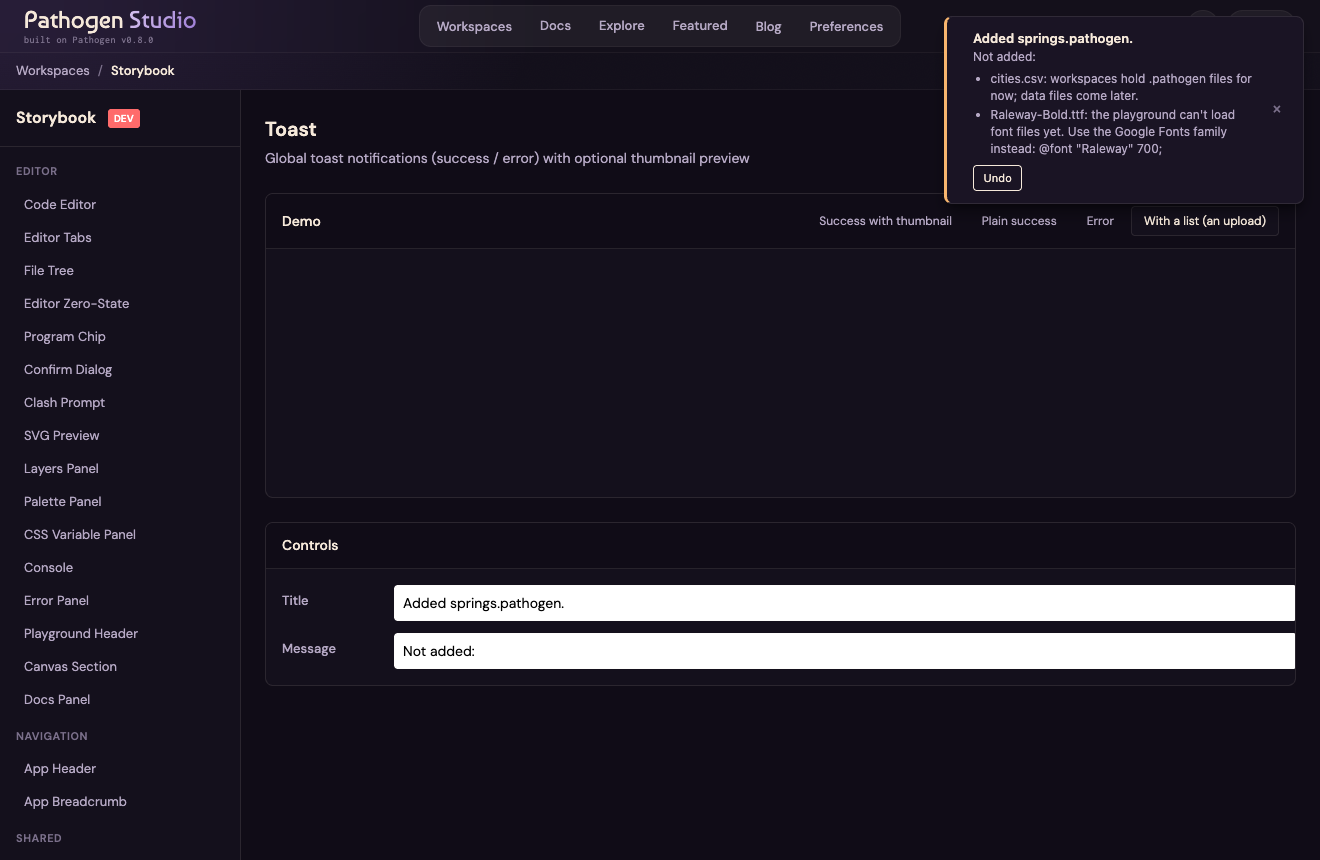 Pathogen Studio
built on Pathogen v0.8.0
Workspaces Docs Explore Featured Blog Preferences
Workspaces / Storybook
Added springs.pathogen.
Not added:
• cities.csv: workspaces hold .pathogen files for
now; data files come later.
• Raleway-Bold.ttf: the playground can't load
font files yet. Use the Google Fonts family
instead: @font "Raleway" 700;
×
Undo
Storybook DEV
EDITOR
Code Editor
Editor Tabs
File Tree
Editor Zero-State
Program Chip
Confirm Dialog
Clash Prompt
SVG Preview
Layers Panel
Palette Panel
CSS Variable Panel
Console
Error Panel
Playground Header
Canvas Section
Docs Panel
NAVIGATION
App Header
App Breadcrumb
SHARED
Toast
Global toast notifications (success / error) with optional thumbnail preview
Demo
Success with thumbnail Plain success Error With a list (an upload)
Controls
Title Added springs.pathogen.
Message Not added: